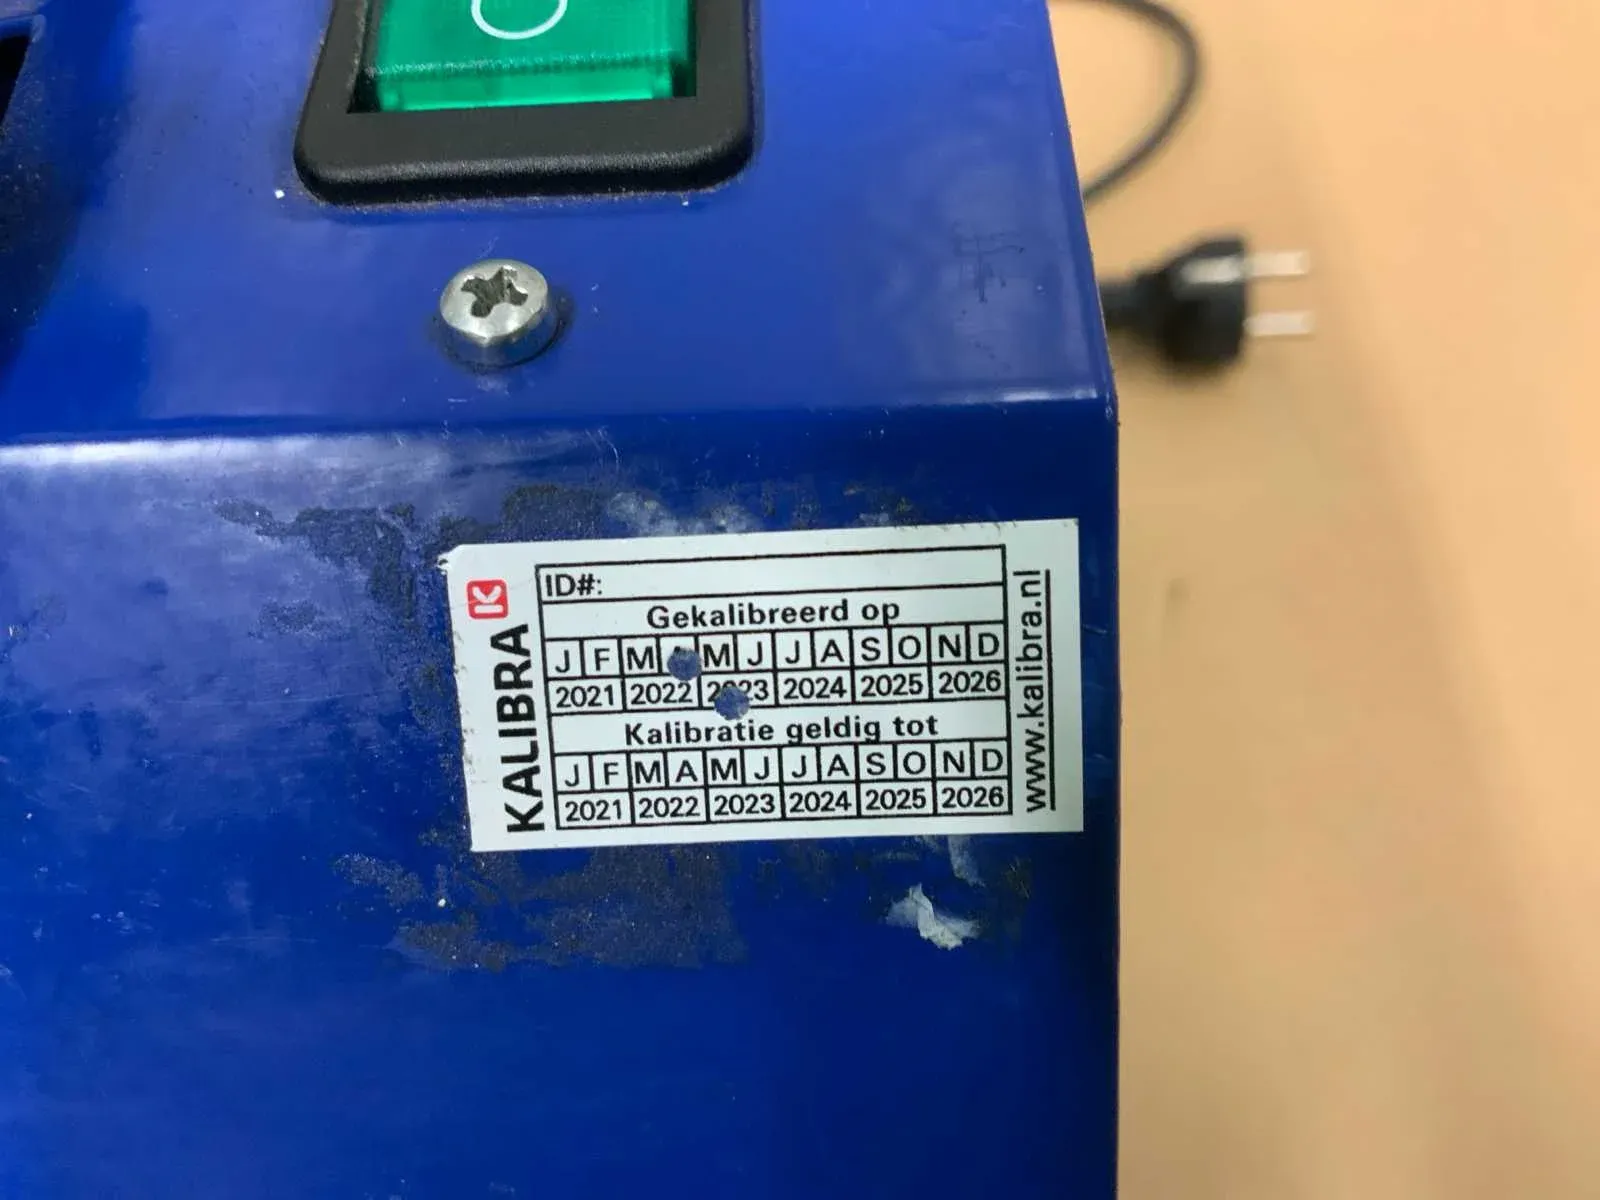 KALIBRA K
ID#:
Gekalibreerd op
J F M M J J A S O N D
2021 2022 2023 2024 2025 2026
Kalibratie geldig tot
J F M A M J J A S O N D
2021 2022 2023 2024 2025 2026
www.kalibra.nl